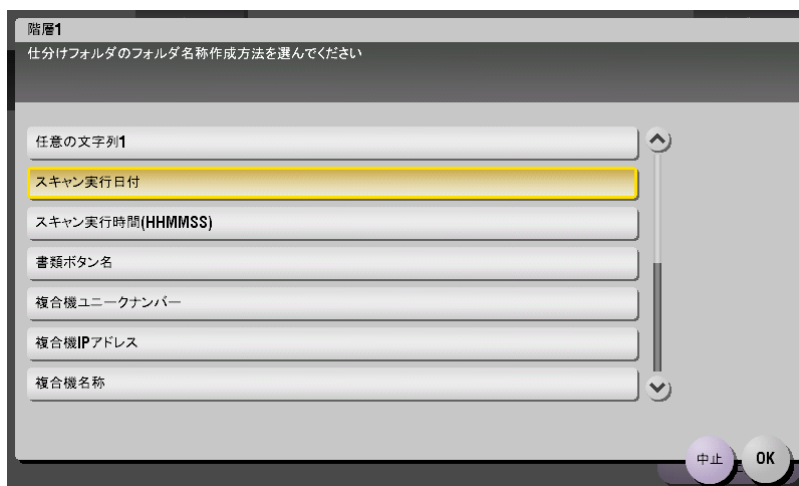 階層1
仕分けフォルダのフォルダ名称作成方法を選んでください
任意の文字列1
スキャン実行日付
スキャン実行時間(HHMMSS)
書類ボタン名
複合機ユニークナンバー
複合機IPアドレス
複合機名称
中止
OK